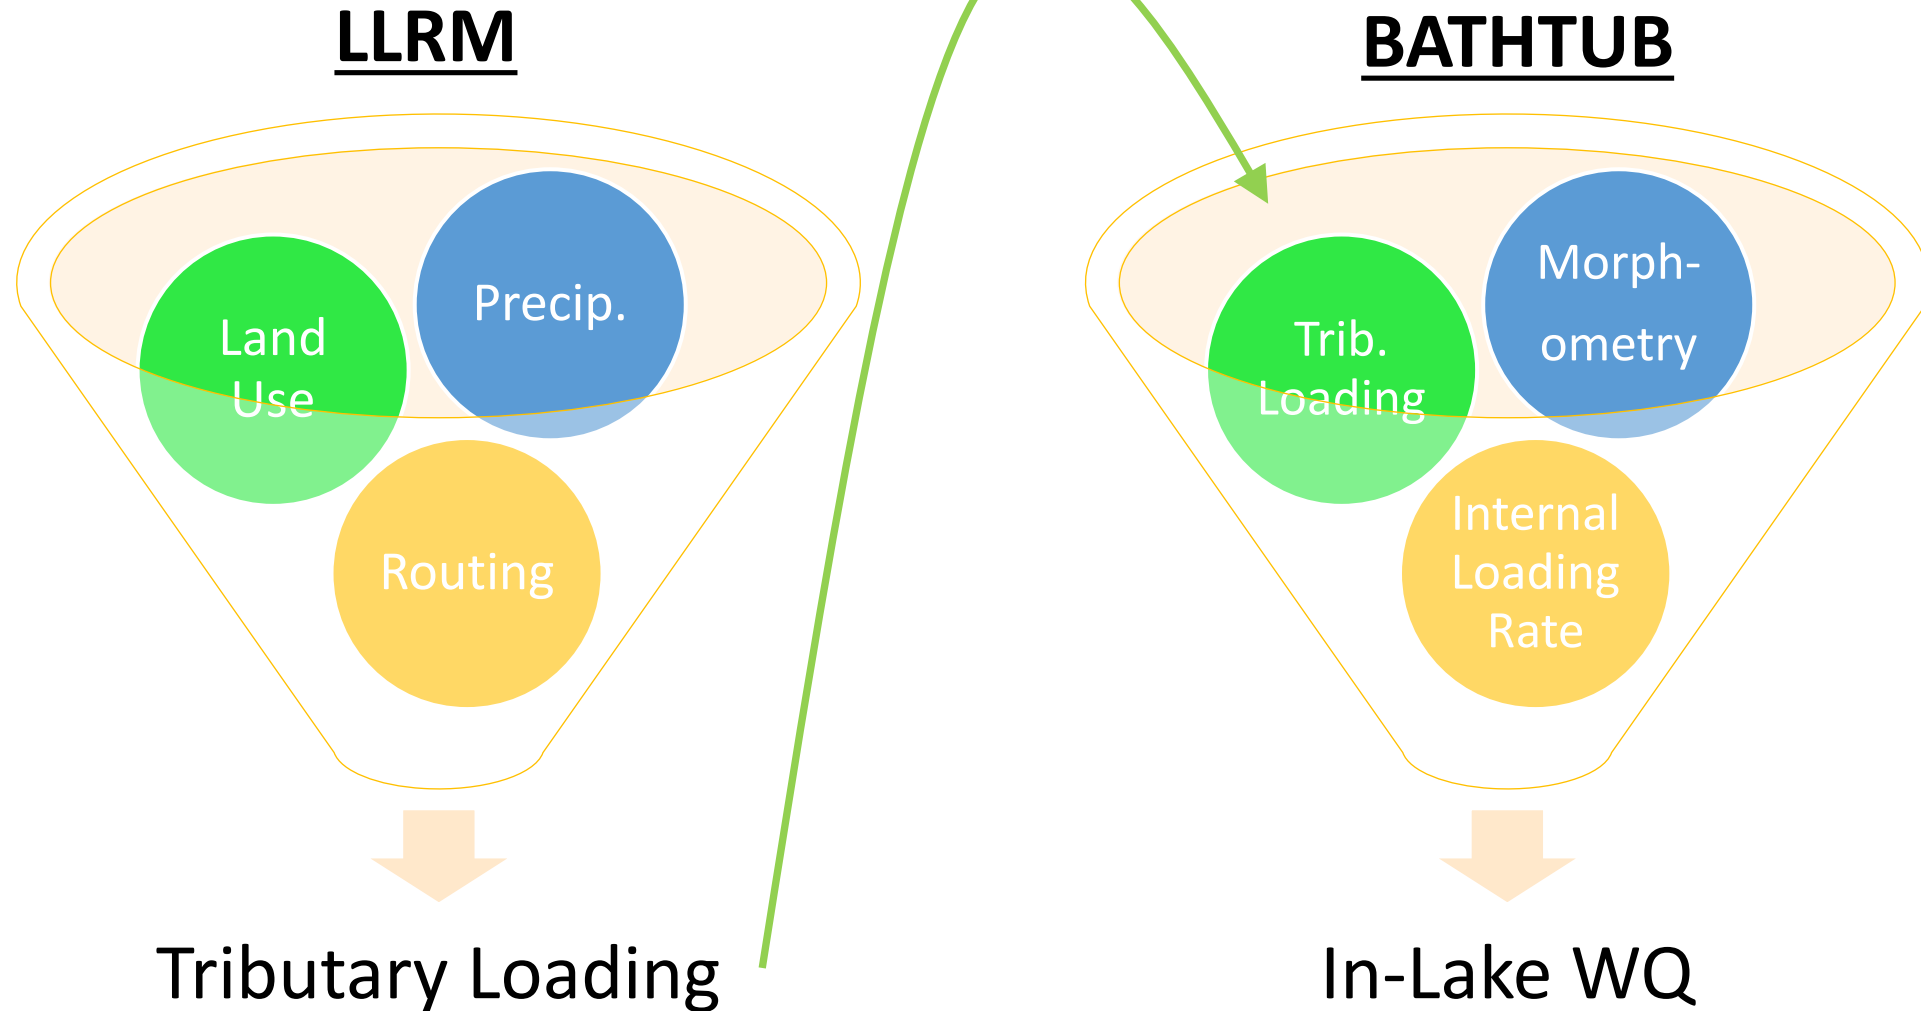 LLRM
Land
Use
Precip.
Routing
Tributary Loading
BATHTUB
Trib.
Loading
Morph-
ometry
Internal
Loading
Rate
In-Lake WQ